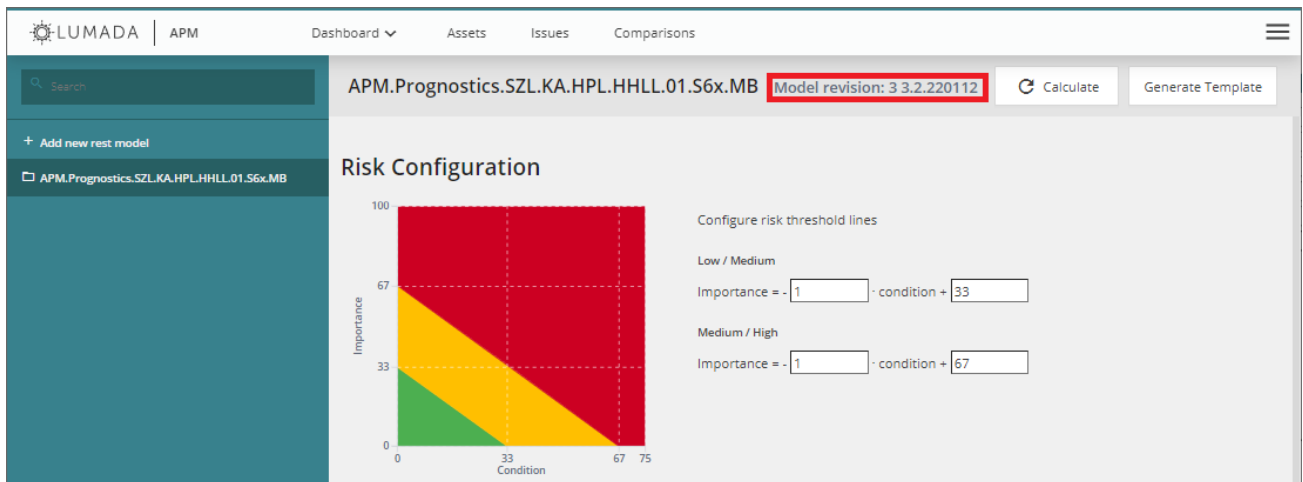 LUMADA | APM
Dashboard Assets Issues Comparisons
Search
APM.Prognostics.SZL.KA.HPL.HHLL.01.S6x.MB Model revision: 3 3.2.220112 Calculate Generate Template
+ Add new rest model
APM.Prognostics.SZL.KA.HPL.HHLL.01.S6x.MB
Risk Configuration
100
67
33
0
Importance
0 33 67 75
Condition
Configure risk threshold lines
Low / Medium
Importance = - 1 · condition + 33
Medium / High
Importance = - 1 · condition + 67